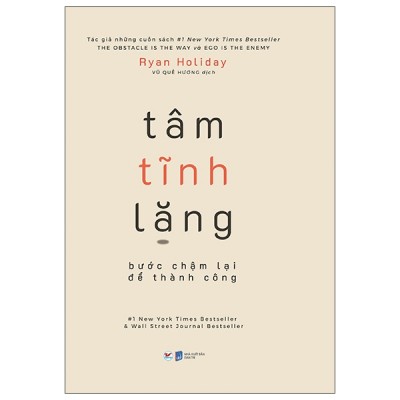 Tác giả những cuốn sách #1 New York Times Bestseller
THE OBSTACLE IS THE WAY và EGO IS THE ENEMY
Ryan Holiday
VŨ QUẾ HƯƠNG dịch
tâm
tĩnh
lặng
bước chậm lại
để thành công
#1 New York Times Bestseller
& Wall Street Journal Bestseller